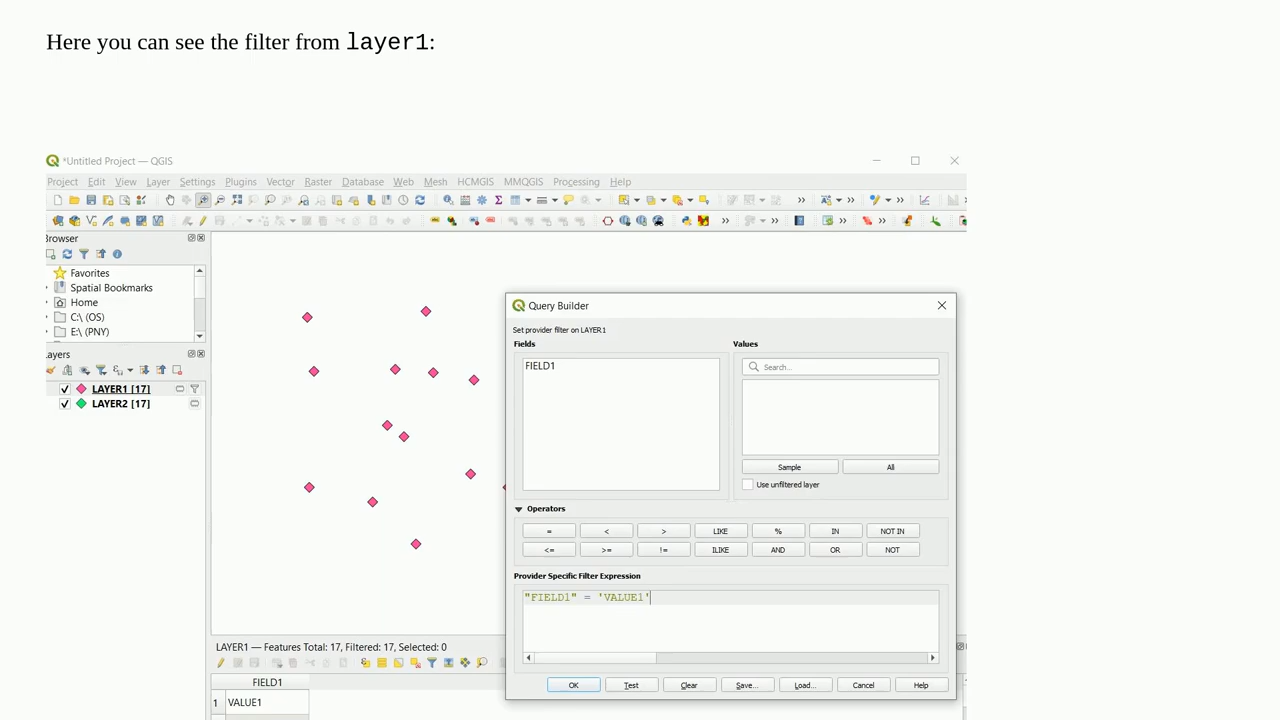 Here you can see the filter from layer1:
*Untitled Project — QGIS
Project Edit View Layer Settings Plugins Vector Raster Database Web Mesh HCMGIS MMQGIS Processing Help
Browser
Favorites
Spatial Bookmarks
Home
C:\ (OS)
E:\ (PNY)
Layers
LAYER1 [17]
LAYER2 [17]
Query Builder
Set provider filter on LAYER1
Fields
FIELD1
Values
Search...
Sample All
Use unfiltered layer
Operators
= < > LIKE % IN NOT IN
<= >= != ILIKE AND OR NOT
Provider Specific Filter Expression
"FIELD1" = 'VALUE1'
OK Test Clear Save... Load... Cancel Help
LAYER1 — Features Total: 17, Filtered: 17, Selected: 0
FIELD1
1 VALUE1